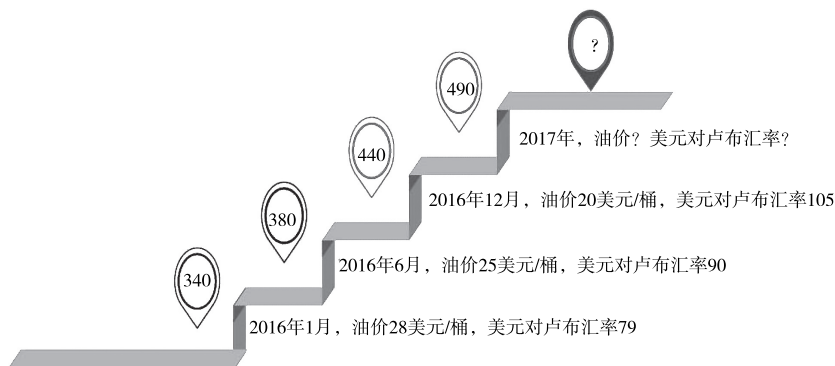 ?
490
2017年，油价？美元对卢布汇率？
440
2016年12月，油价20美元/桶，美元对卢布汇率105
380
2016年6月，油价25美元/桶，美元对卢布汇率90
340
2016年1月，油价28美元/桶，美元对卢布汇率79